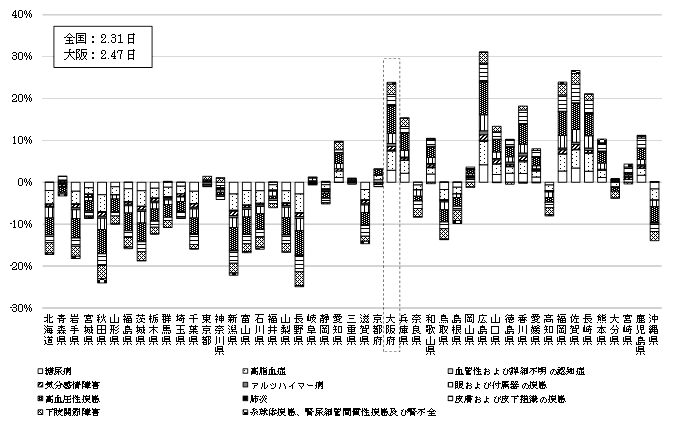 40%
全国：2.31日
大阪：2.47日
30%
20%
10%
0%
-10%
-20%
-30%
北海道
青森県
岩手県
宮城県
秋田県
山形県
福島県
茨城県
栃木県
群馬県
埼玉県
千葉県
東京都
神奈川県
新潟県
富山県
石川県
福井県
山梨県
長野県
岐阜県
静岡県
愛知県
三重県
滋賀県
京都府
大阪府
兵庫県
奈良県
和歌山県
鳥取県
島根県
岡山県
広島県
山口県
徳島県
香川県
愛媛県
高知県
福岡県
佐賀県
長崎県
熊本県
大分県
宮崎県
鹿児島県
沖縄県
糖尿病
高脂血症
血管性および詳細不明の認知症
気分感情障害
アルツハイマー病
眼および付属器の疾患
高血圧性疾患
肺炎
皮膚および皮下組織の疾患
下肢関節障害
糸球体疾患、腎尿細管間質性疾患及び腎不全